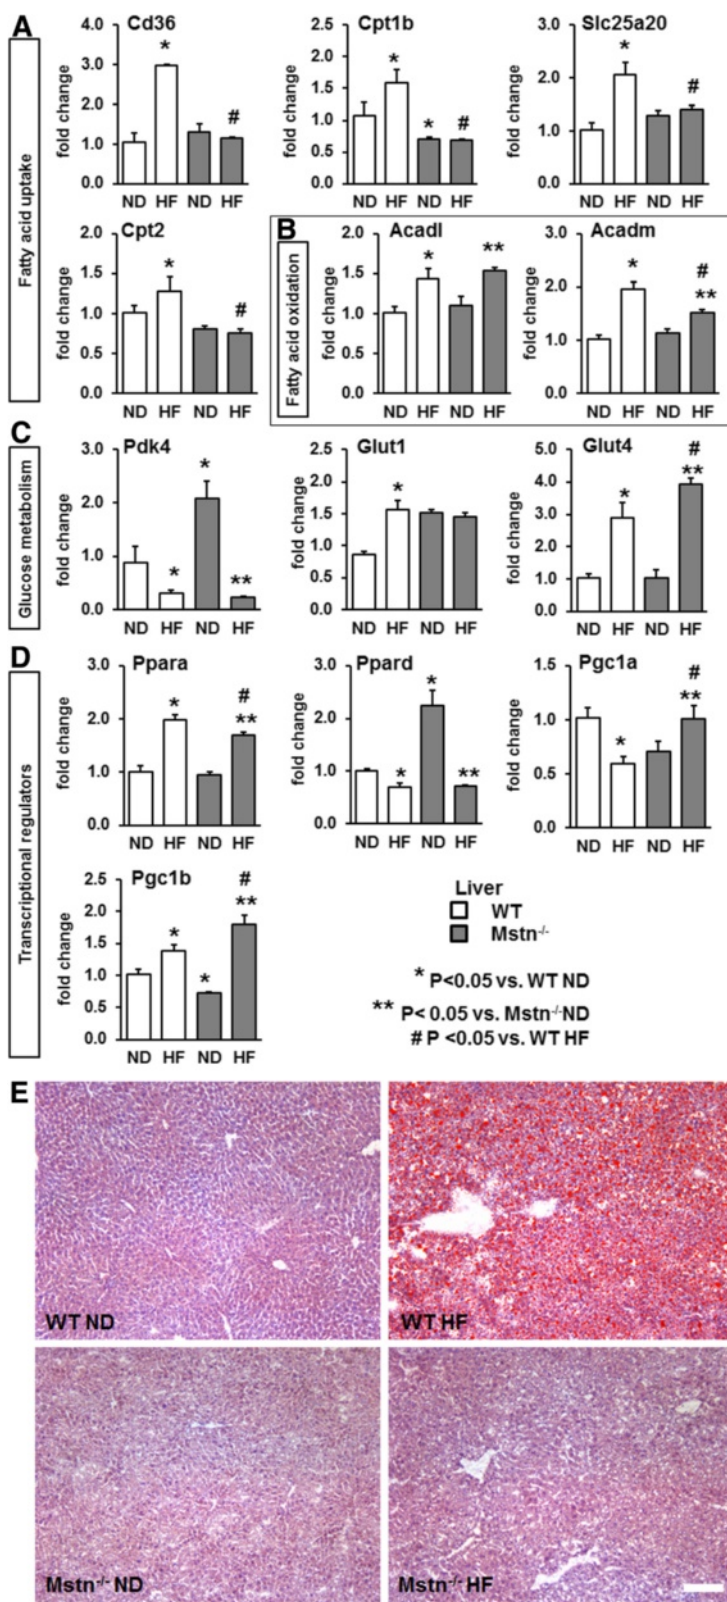 A
Fatty acid uptake
Cd36
fold change
4.0
3.0
2.0
1.0
0.0
*
#
ND HF ND HF
Cpt1b
fold change
2.0
1.5
1.0
0.5
0.0
*
*
#
ND HF ND HF
Slc25a20
fold change
3.0
2.0
1.0
0.0
*
#
ND HF ND HF
Cpt2
fold change
2.0
1.5
1.0
0.5
0.0
*
#
ND HF ND HF
B
Fatty acid oxidation
Acadl
fold change
2.0
1.5
1.0
0.5
0.0
*
**
ND HF ND HF
Acadm
fold change
3.0
2.0
1.0
0.0
*
#
**
ND HF ND HF
C
Glucose metabolism
Pdk4
fold change
3.0
2.0
1.0
0.0
*
*
**
ND HF ND HF
Glut1
fold change
2.5
2.0
1.5
1.0
0.5
0.0
*
ND HF ND HF
Glut4
fold change
5.0
4.0
3.0
2.0
1.0
0.0
*
#
**
ND HF ND HF
D
Transcriptional regulators
Ppara
fold change
3.0
2.0
1.0
0.0
*
#
**
ND HF ND HF
Ppard
fold change
3.0
2.0
1.0
0.0
*
*
**
ND HF ND HF
Pgc1a
fold change
1.5
1.0
0.5
0.0
*
#
**
ND HF ND HF
Pgc1b
fold change
2.5
2.0
1.5
1.0
0.5
0.0
*
*
#
**
ND HF ND HF
Liver
WT
Mstn-/-
* P<0.05 vs. WT ND
** P< 0.05 vs. Mstn-/-ND
# P <0.05 vs. WT HF
E
WT ND
WT HF
Mstn-/- ND
Mstn-/- HF